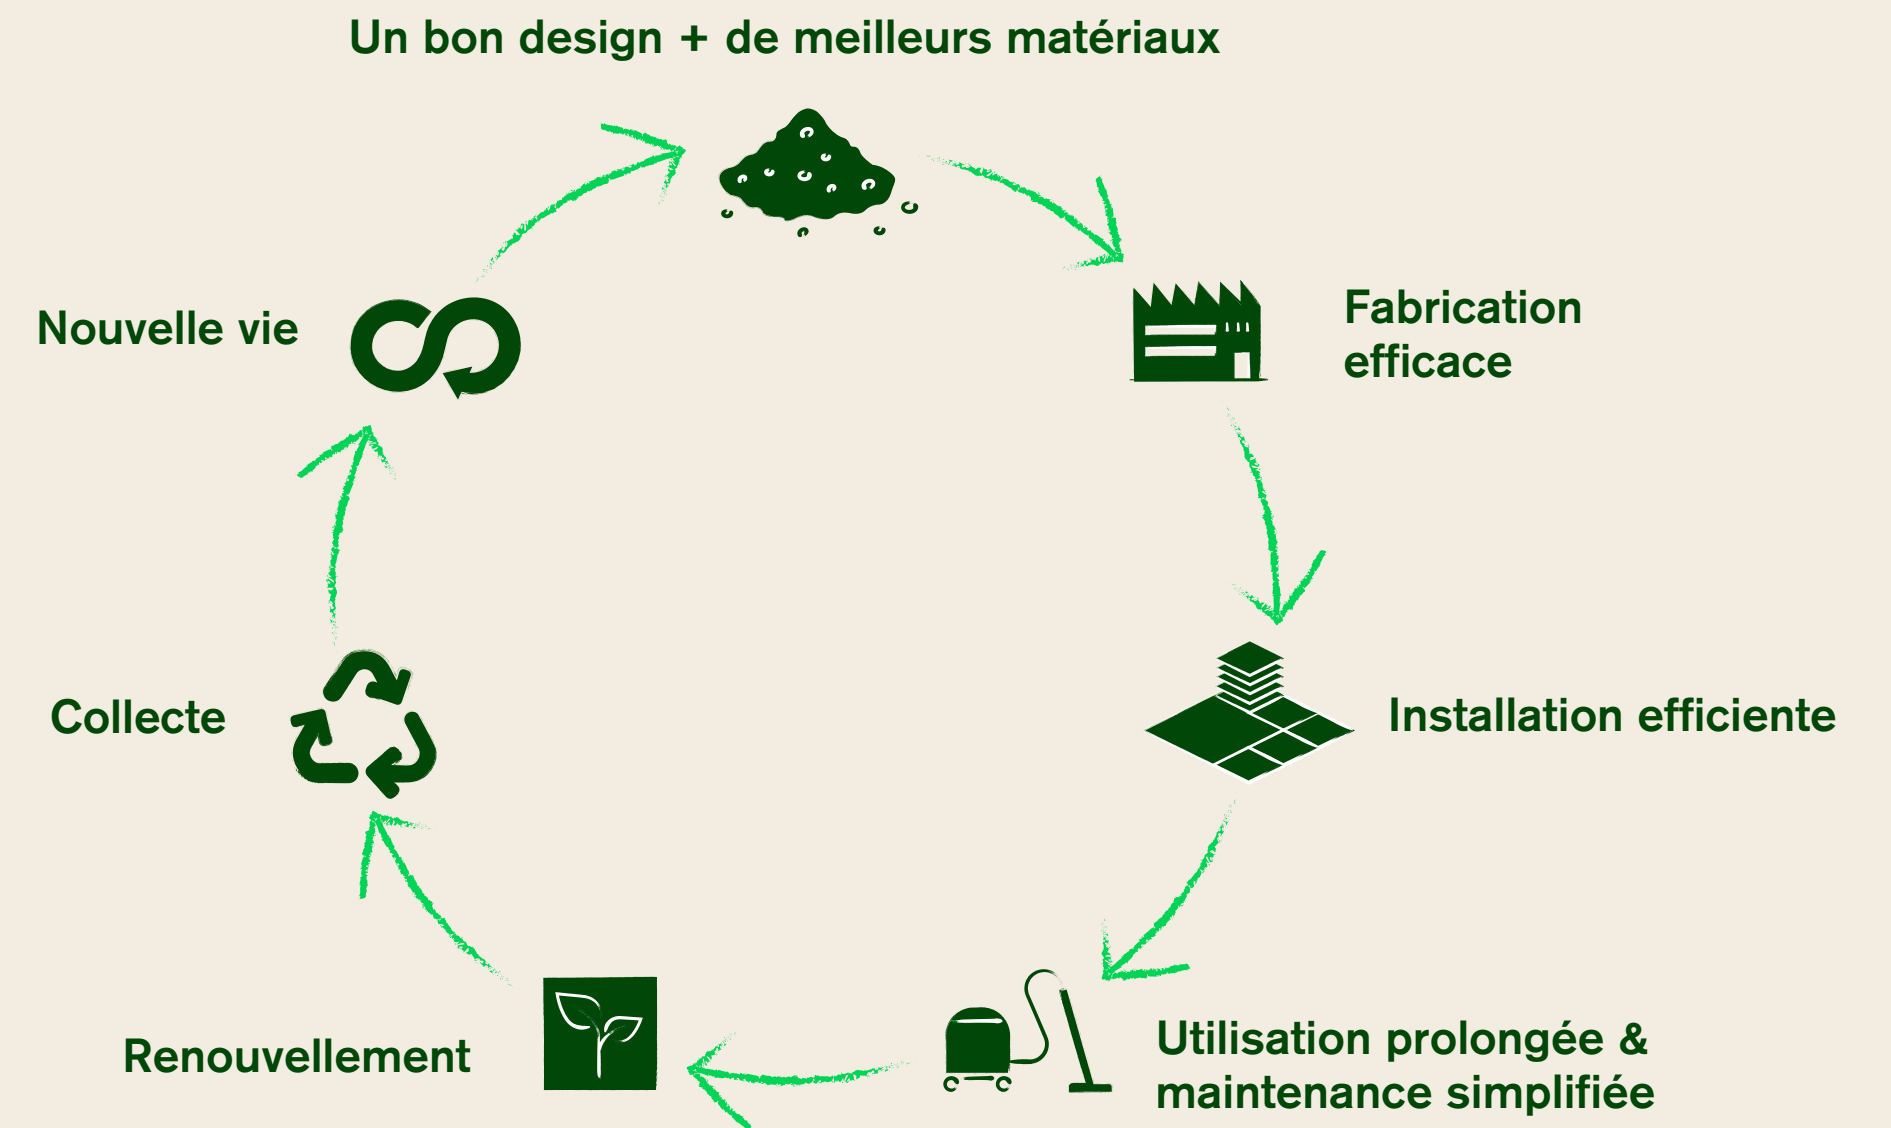 Un bon design + de meilleurs matériaux
Nouvelle vie
Fabrication
efficace
Collecte
Installation efficiente
Renouvellement
Utilisation prolongée &
maintenance simplifiée